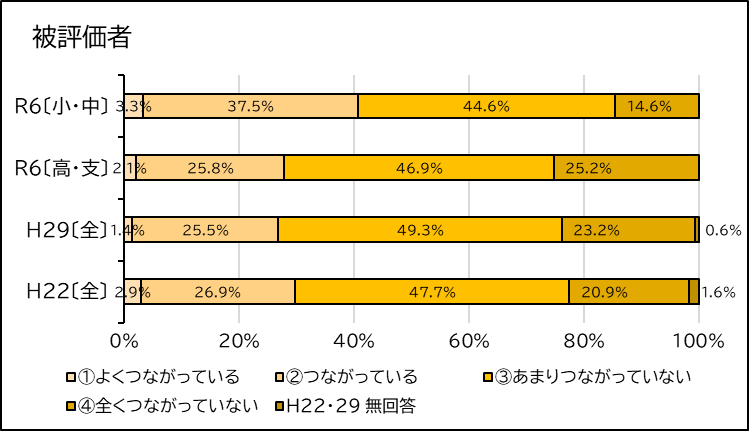 被評価者
R6〔小・中〕 3.3% 37.5% 44.6% 14.6%
R6〔高・支〕 2.1% 25.8% 46.9% 25.2%
H29〔全〕 1.4% 25.5% 49.3% 23.2% 0.6%
H22〔全〕 2.9% 26.9% 47.7% 20.9% 1.6%
0% 20% 40% 60% 80% 100%
①よくつながっている ②つながっている ③あまりつながっていない
④全くつながっていない H22・29 無回答